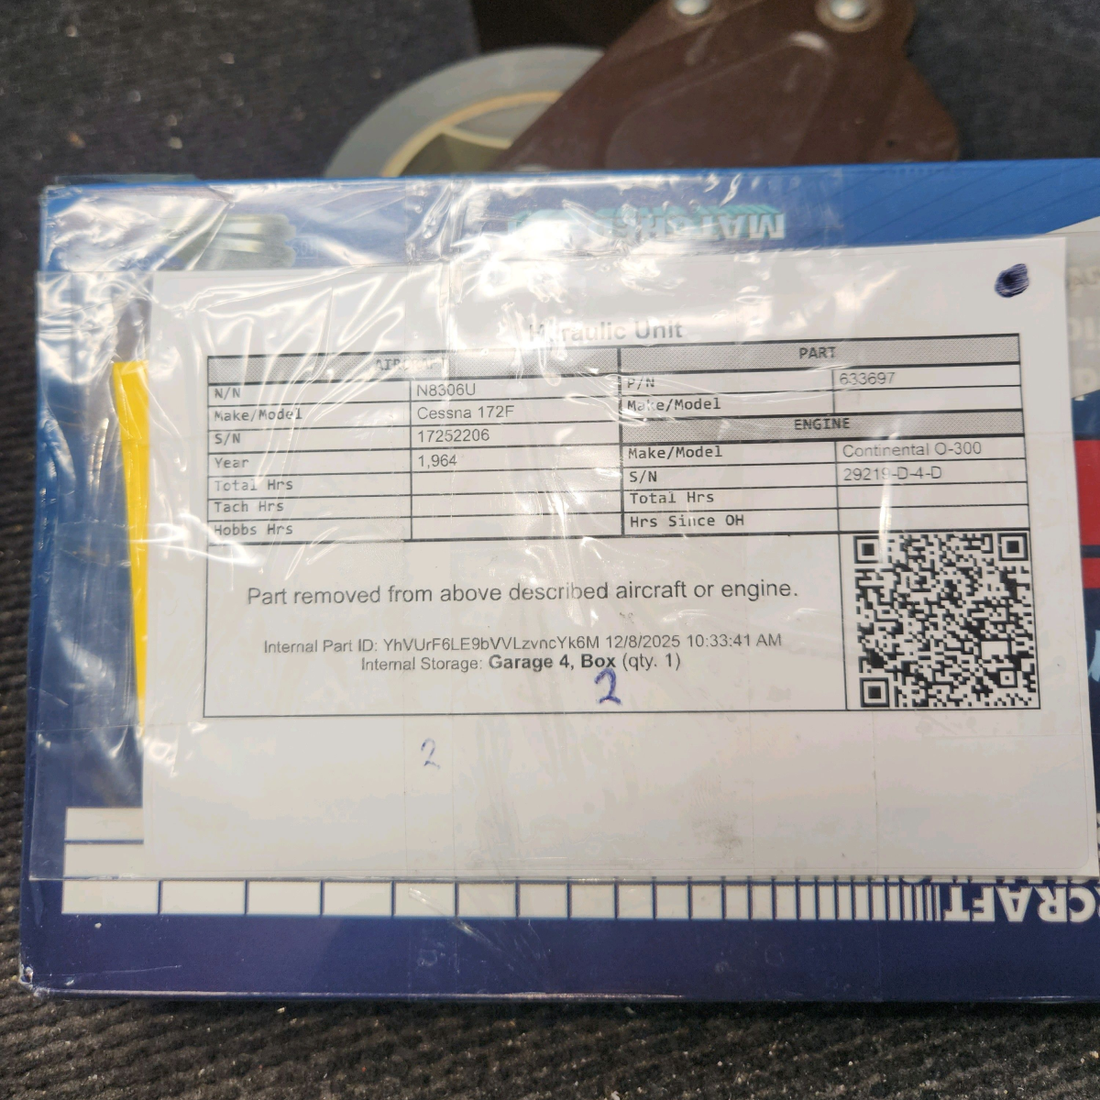 Hydraulic Unit
AIRCRAFT
N/N N8306U
Make/Model Cessna 172F
S/N 17252206
Year 1,964
Total Hrs
Tach Hrs
Hobbs Hrs
PART
P/N 633697
Make/Model
ENGINE
Make/Model Continental O-300
S/N 29219-D-4-D
Total Hrs
Hrs Since OH
Part removed from above described aircraft or engine.
Internal Part ID: YhVUrF6LE9bVVLzvncYk6M 12/8/2025 10:33:41 AM
Internal Storage: Garage 4, Box (qty. 1)
2
2